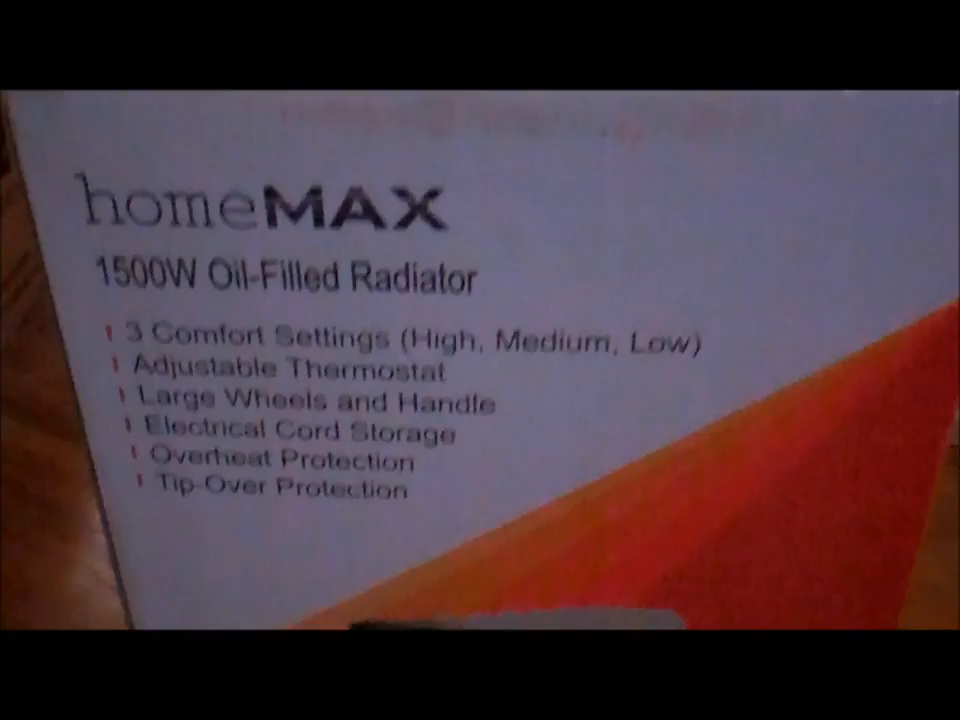 homeMAX
1500W Oil-Filled Radiator
3 Comfort Settings (High, Medium, Low)
Adjustable Thermostat
Large Wheels and Handle
Electrical Cord Storage
Overheat Protection
Tip-Over Protection